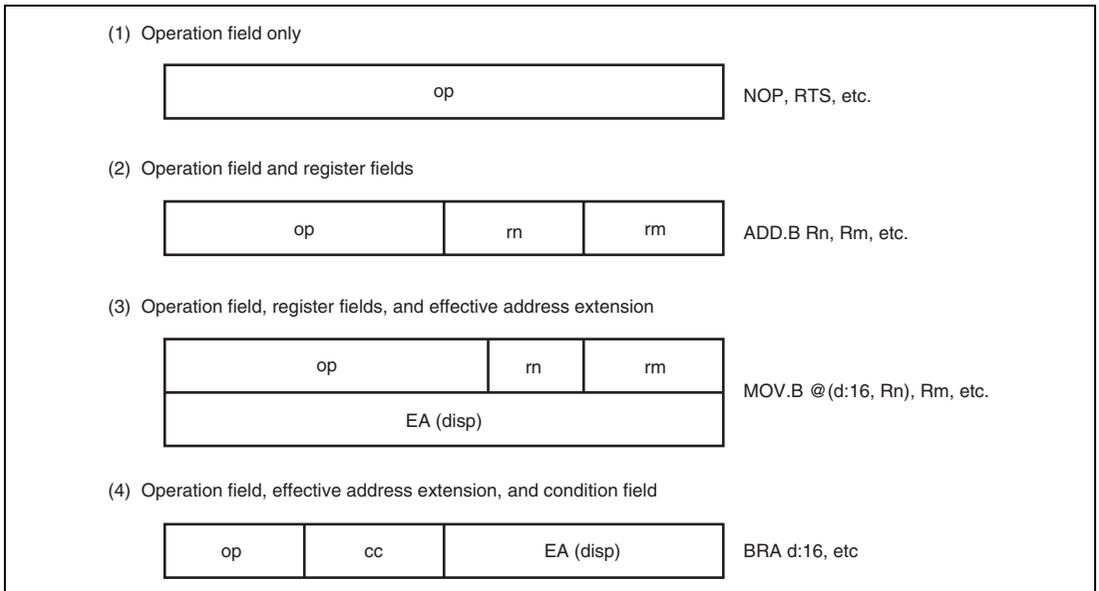 (1) Operation field only
op
NOP, RTS, etc.
(2) Operation field and register fields
op rn rm
ADD.B Rn, Rm, etc.
(3) Operation field, register fields, and effective address extension
op rn rm
EA (disp)
MOV.B @(d:16, Rn), Rm, etc.
(4) Operation field, effective address extension, and condition field
op cc EA (disp)
BRA d:16, etc